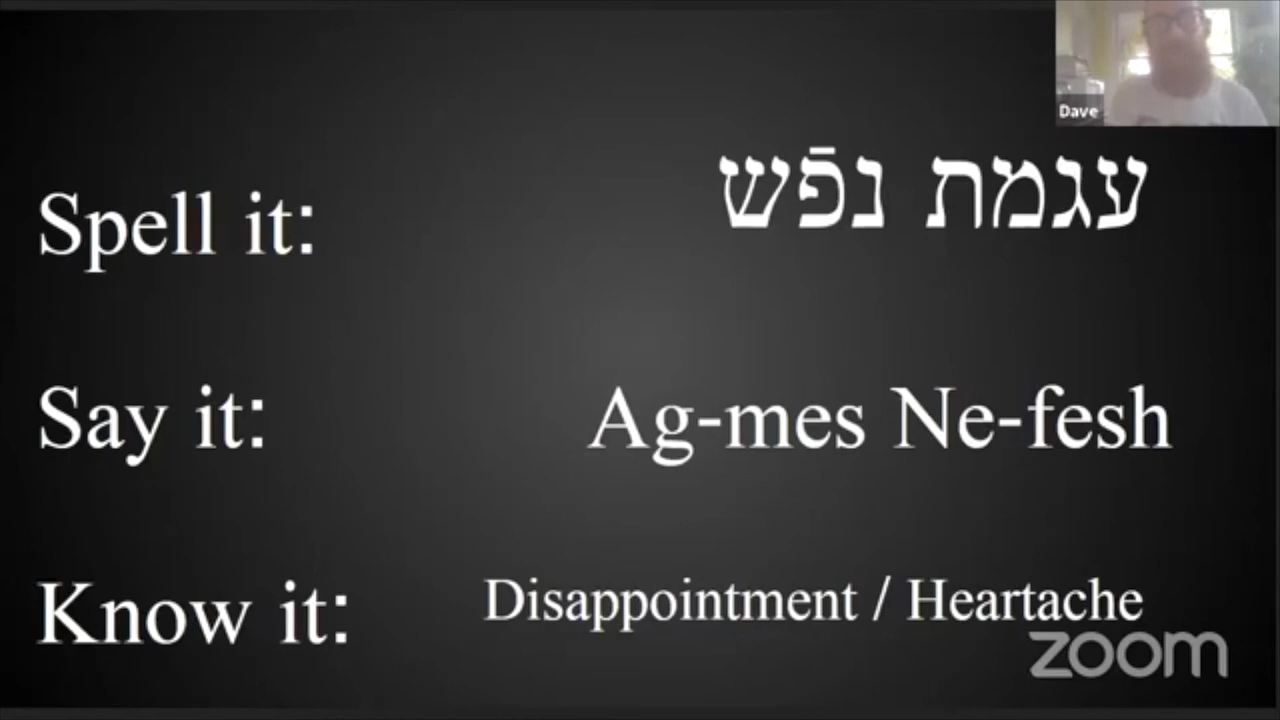 Dave
Spell it: עגמת נפֿש
Say it: Ag-mes Ne-fesh
Know it: Disappointment / Heartache
zoom